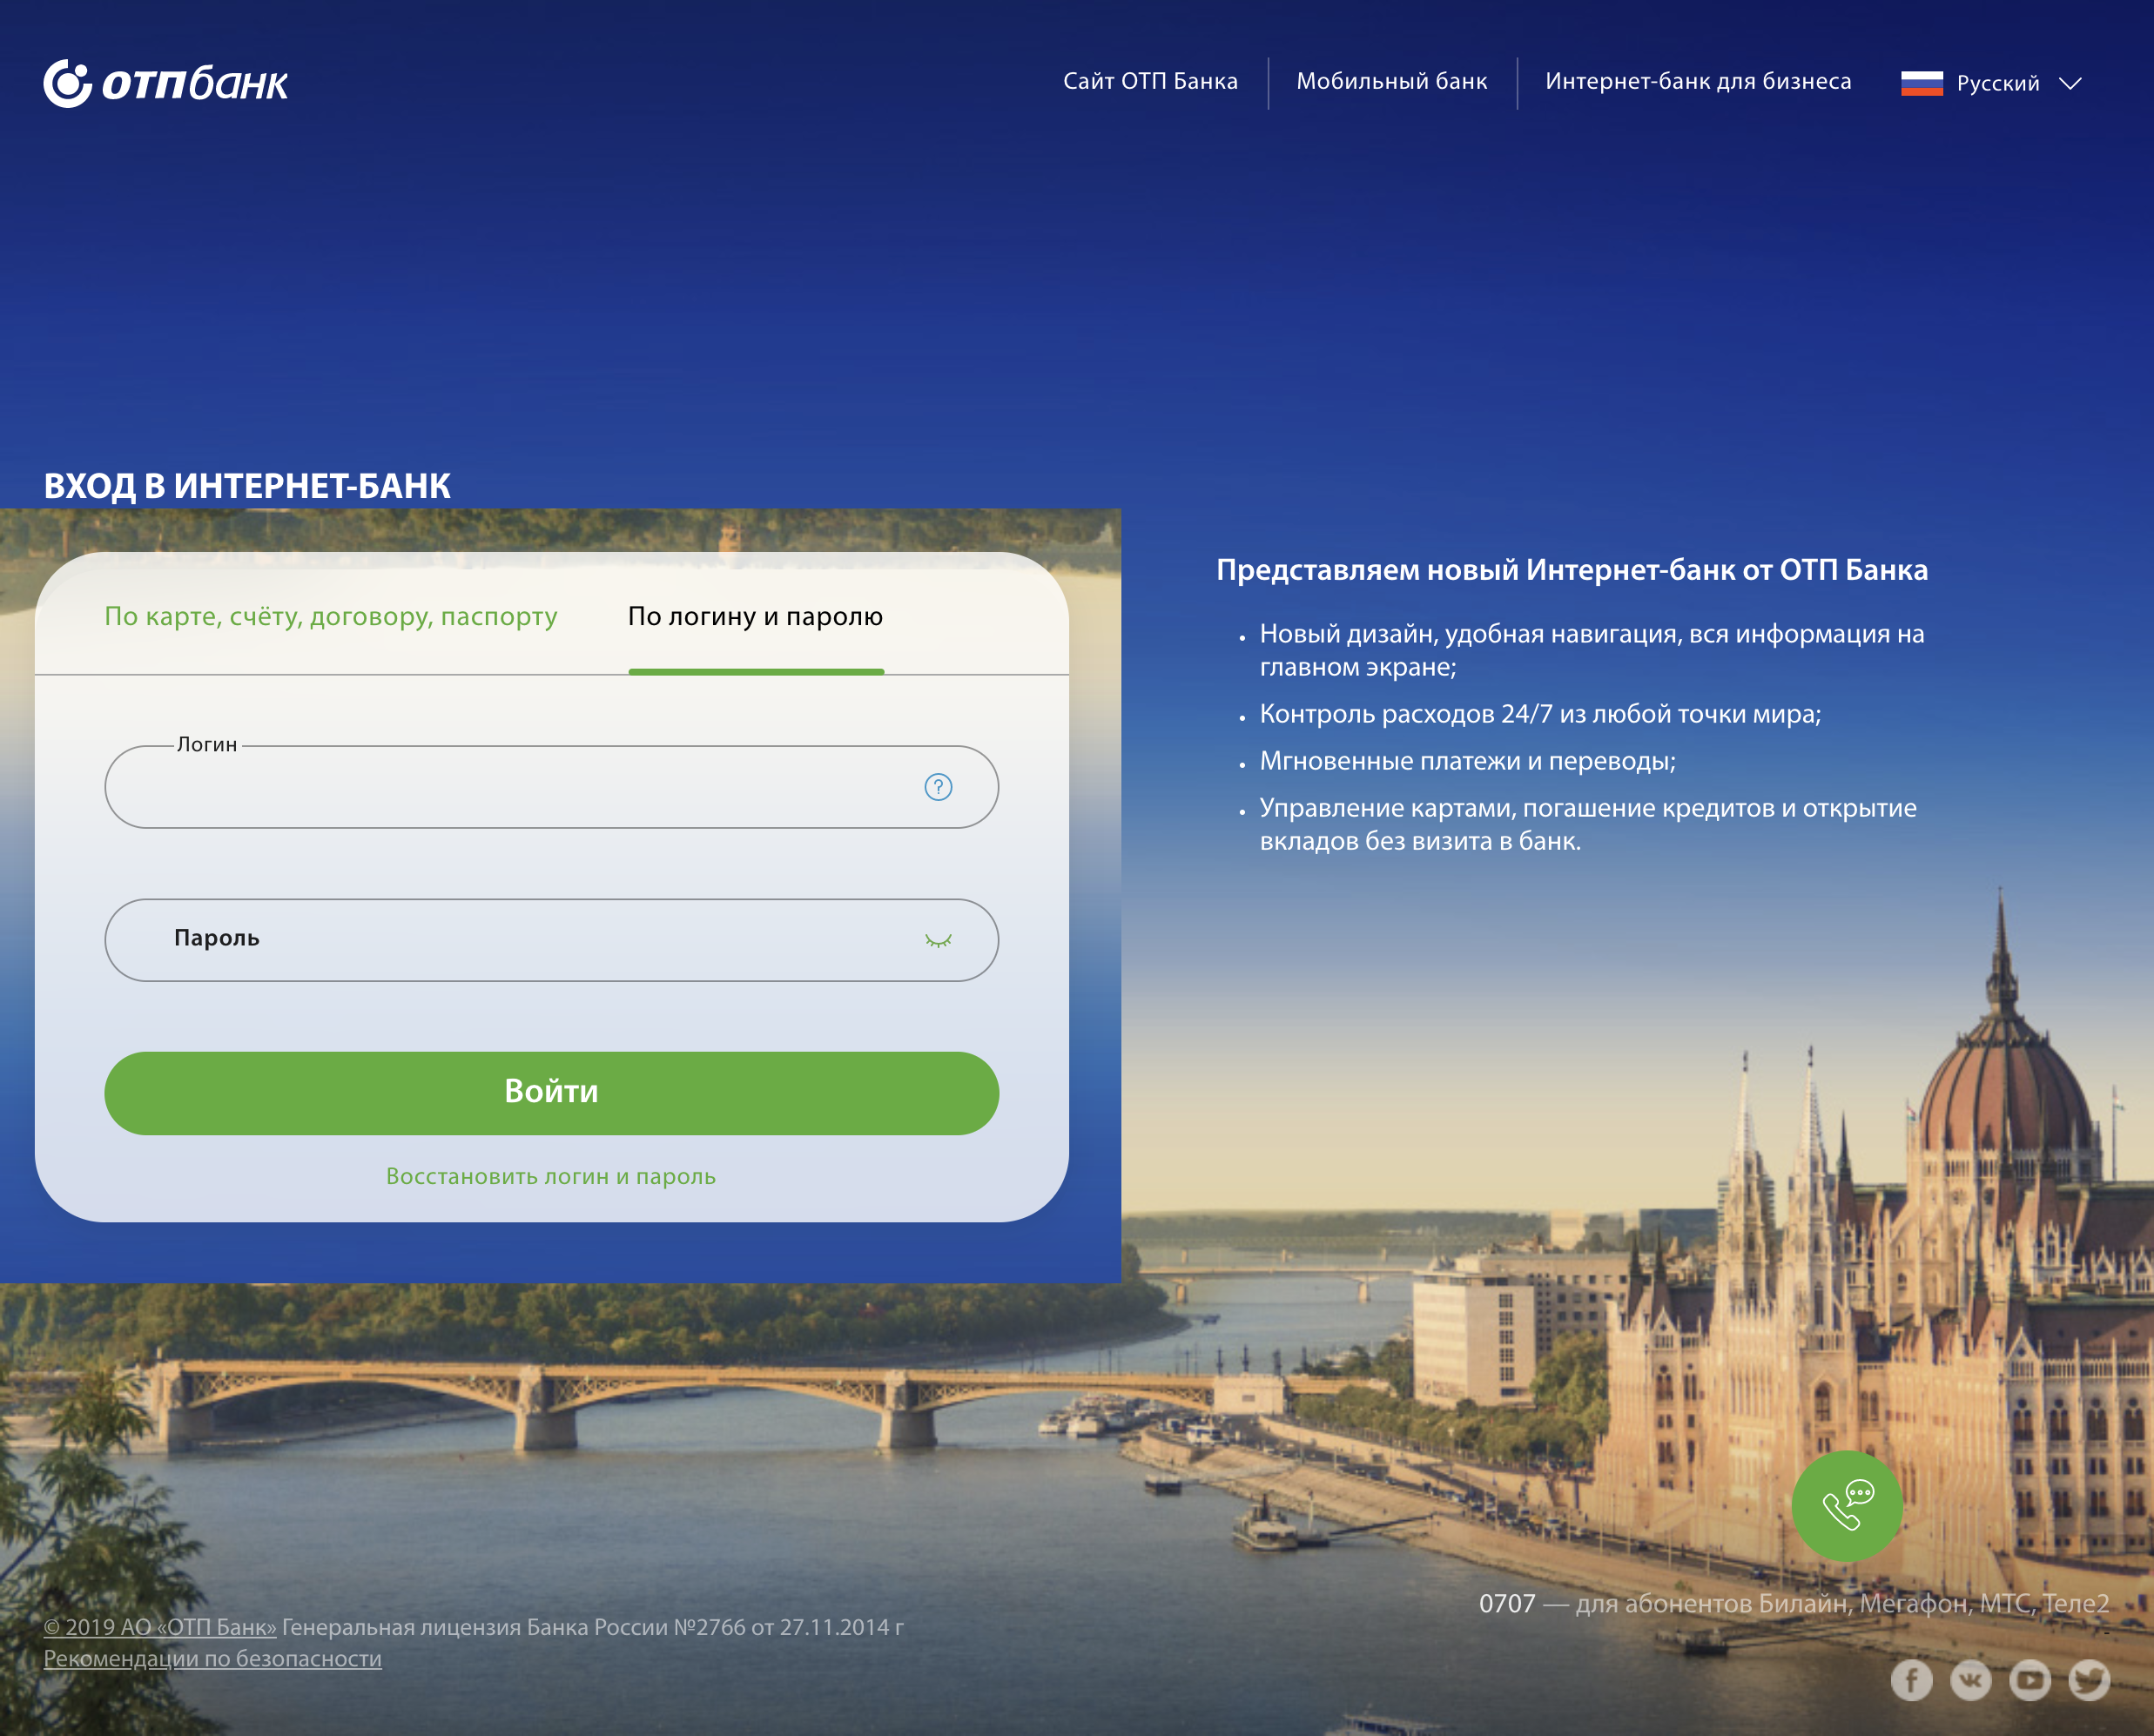 отпбанк
Сайт ОТП Банка
Мобильный банк
Интернет-банк для бизнеса
Русский
ВХОД В ИНТЕРНЕТ-БАНК
По карте, счёту, договору, паспорту
По логину и паролю
Логин
?
Пароль
Войти
Восстановить логин и пароль
Представляем новый Интернет-банк от ОТП Банка
• Новый дизайн, удобная навигация, вся информация на
главном экране;
• Контроль расходов 24/7 из любой точки мира;
• Мгновенные платежи и переводы;
• Управление картами, погашение кредитов и открытие
вкладов без визита в банк.
0707 — для абонентов Билайн, Мегафон, МТС, Теле2
-
© 2019 АО «ОТП Банк» Генеральная лицензия Банка России №2766 от 27.11.2014 г
Рекомендации по безопасности